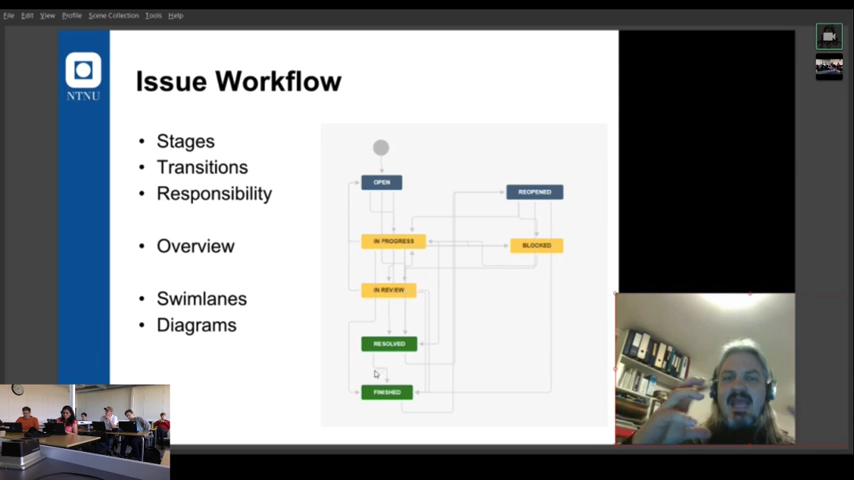 File Edit View Profile Scene Collection Tools Help
NTNU
Issue Workflow
• Stages
• Transitions
• Responsibility
• Overview
• Swimlanes
• Diagrams
OPEN
REOPENED
IN PROGRESS
BLOCKED
IN REVIEW
RESOLVED
FINISHED